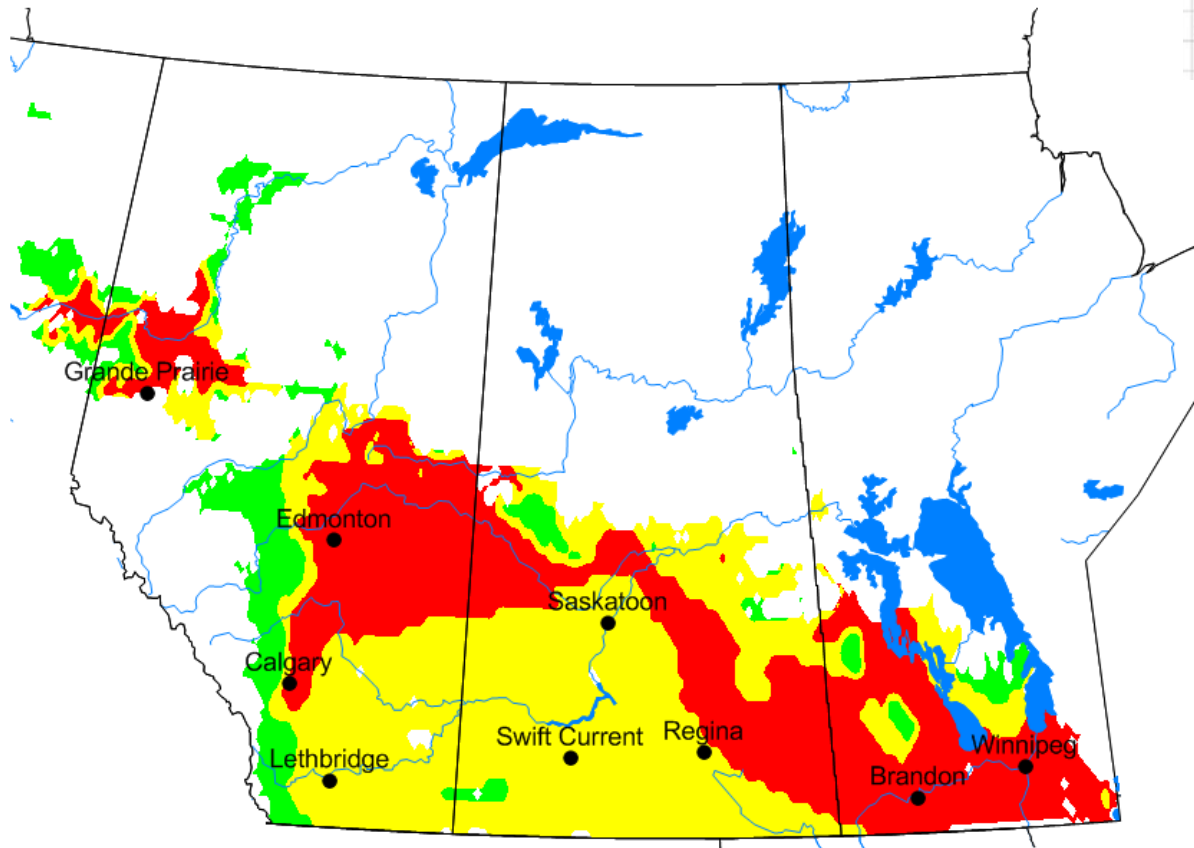 Grande Prairie
Edmonton
Saskatoon
Calgary
Regina
Swift Current
Winnipeg
Lethbridge
Brandon